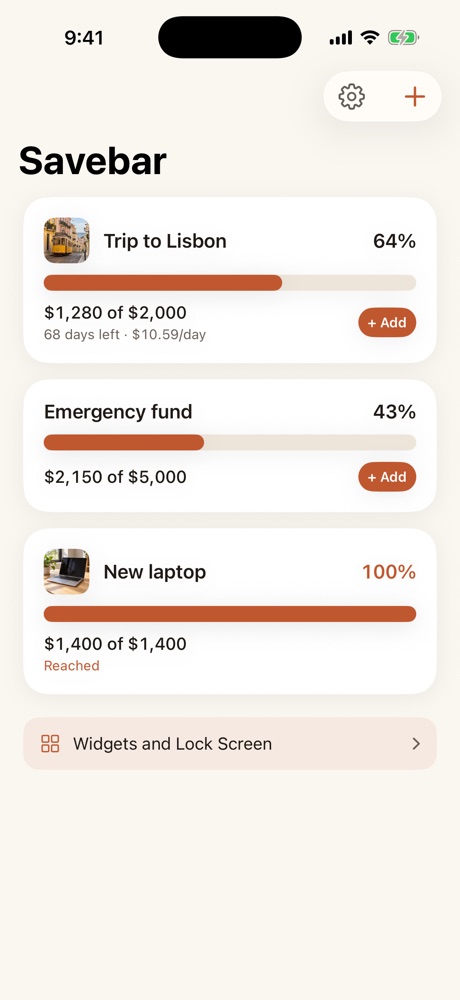 9:41
Savebar
Trip to Lisbon
64%
$1,280 of $2,000
68 days left · $10.59/day
+ Add
Emergency fund
43%
$2,150 of $5,000
+ Add
New laptop
100%
$1,400 of $1,400
Reached
Widgets and Lock Screen